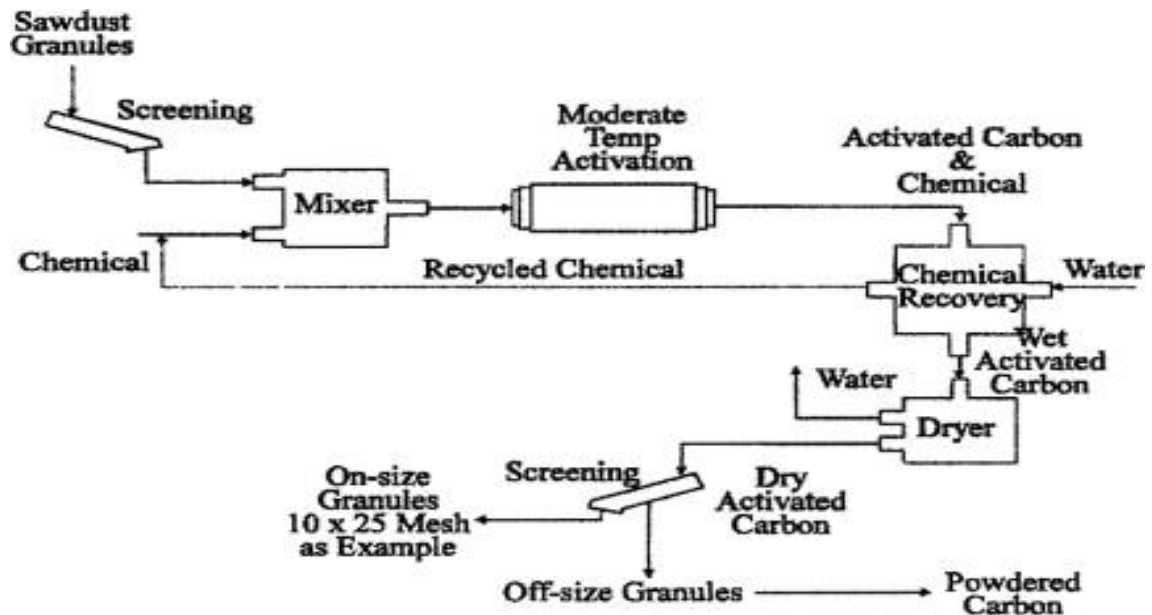 Sawdust
Granules
Screening
Moderate
Temp
Activation
Activated Carbon
&
Chemical
Mixer
Chemical
Recycled Chemical
Chemical
Recovery
Water
Wet
Activated
Carbon
Water
Dryer
Screening
Dry
Activated
Carbon
On-size
Granules
10 x 25 Mesh
as Example
Off-size Granules
Powdered
Carbon